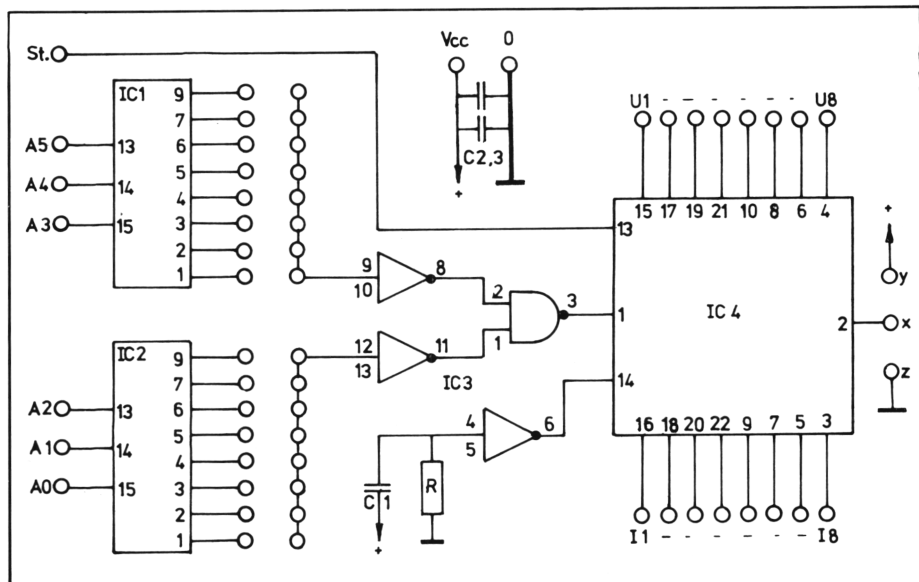 St.
Vcc 0
IC1
9
7
6
5
4
3
2
1
A5 13
A4 14
A3 15
C2,3
+
U1 - - - - - - U8
15 17 19 21 10 8 6 4
13
+
y
9
10
8
2
1
3
1
IC4
2
x
z
IC2
9
7
6
5
4
3
2
1
A2 13
A1 14
A0 15
12
13
11
IC3
14
4
5
6
C1
R
+
16 18 20 22 9 7 5 3
I1 - - - - - - I8